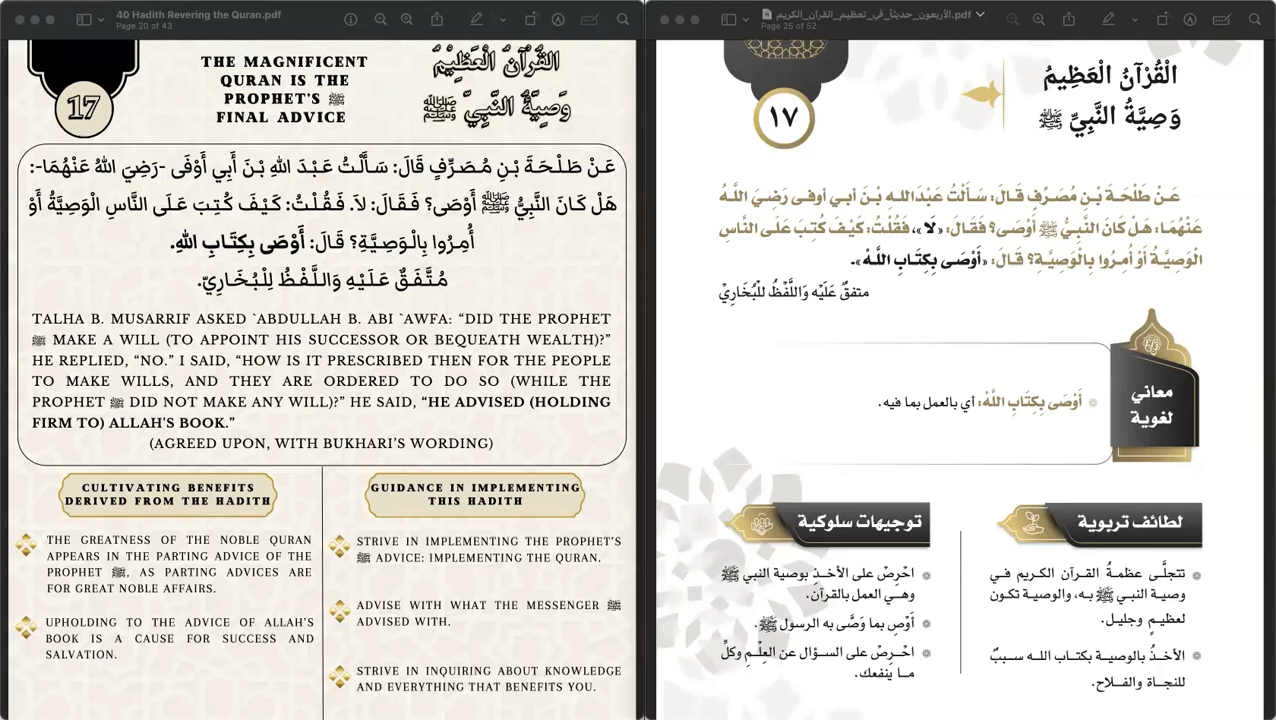 40 Hadith Revering the Quran.pdf
Page 20 of 43
THE MAGNIFICENT
QURAN IS THE
PROPHET'S ﷺ
FINAL ADVICE
القُرْآنُ العَظِيمُ
وَصِيَّةُ النَّبِيِّ ﷺ
17
عَنْ طَلْحَةَ بْنِ مُصَرِّفٍ قَالَ: سَأَلْتُ عَبْدَ اللهِ بْنَ أَبِي أَوْفَى -رَضِيَ اللهُ عَنْهُمَا-:
هَلْ كَانَ النَّبِيُّ ﷺ أَوْصَى؟ فَقَالَ: لاَ. فَقُلْتُ: كَيْفَ كُتِبَ عَلَى النَّاسِ الْوَصِيَّةُ أَوْ
أُمِرُوا بِالْوَصِيَّةِ؟ قَالَ: أَوْصَى بِكِتَابِ اللهِ.
مُتَّفَقٌ عَلَيْهِ وَاللَّفْظُ لِلْبُخَارِيّ.
TALHA B. MUSARRIF ASKED `ABDULLAH B. ABI `AWFA: “DID THE PROPHET
ﷺ MAKE A WILL (TO APPOINT HIS SUCCESSOR OR BEQUEATH WEALTH)?”
HE REPLIED, “NO.” I SAID, “HOW IS IT PRESCRIBED THEN FOR THE PEOPLE
TO MAKE WILLS, AND THEY ARE ORDERED TO DO SO (WHILE THE
PROPHET ﷺ DID NOT MAKE ANY WILL)?” HE SAID, “HE ADVISED (HOLDING
FIRM TO) ALLAH'S BOOK.”
(AGREED UPON, WITH BUKHARI'S WORDING)
CULTIVATING BENEFITS
DERIVED FROM THE HADITH
THE GREATNESS OF THE NOBLE QURAN
APPEARS IN THE PARTING ADVICE OF THE
PROPHET ﷺ, AS PARTING ADVICES ARE
FOR GREAT NOBLE AFFAIRS.
UPHOLDING TO THE ADVICE OF ALLAH'S
BOOK IS A CAUSE FOR SUCCESS AND
SALVATION.
GUIDANCE IN IMPLEMENTING
THIS HADITH
STRIVE IN IMPLEMENTING THE PROPHET'S
ﷺ ADVICE: IMPLEMENTING THE QURAN.
ADVISE WITH WHAT THE MESSENGER ﷺ
ADVISED WITH.
STRIVE IN INQUIRING ABOUT KNOWLEDGE
AND EVERYTHING THAT BENEFITS YOU.
الأربعون_حديثاً_في_تعظيم_القرآن_الكريم.pdf
Page 25 of 52
الْقُرْآنُ الْعَظِيمُ
وَصِيَّةُ النَّبِيِّ ﷺ
١٧
عَنْ طَلْحَةَ بْنِ مُصَرِّفٍ قَالَ: سَأَلْتُ عَبْدَاللهِ بْنَ أبي أوفى رَضِيَ اللَّهُ
عَنْهُمَا: هَلْ كَانَ النَّبِيُّ ﷺ أَوْصَى؟ فَقَالَ: «لَا»، فَقُلْتُ: كَيْفَ كُتِبَ عَلَى النَّاسِ
الْوَصِيَّةُ أَوْ أُمِرُوا بِالْوَصِيَّةِ؟ قَالَ: «أَوْصَى بِكِتَابِ اللَّهِ».
متفقٌ عَلَيْه وَاللَّفْظُ للْبُخَارِيّ
معاني
لغوية
أَوْصَى بِكِتَابِ اللَّهِ: أي بالعمل بما فيه.
لطائف تربوية
تتجلَّى عظمةُ القرآن الكريم في
وصية النبي ﷺ به، والوصية تكون
لعظيمٍ وجليل.
الأخذُ بالوصية بكتاب الله سببٌ
للنجاة والفلاح.
توجيهات سلوكية
احْرِصْ على الأخذِ بوصية النبي ﷺ
وهي العمل بالقرآن.
أَوْصِ بما وَصَّى به الرسول ﷺ.
احْرِصْ على السؤال عن العِلْم وكلِّ
ما ينفعك.